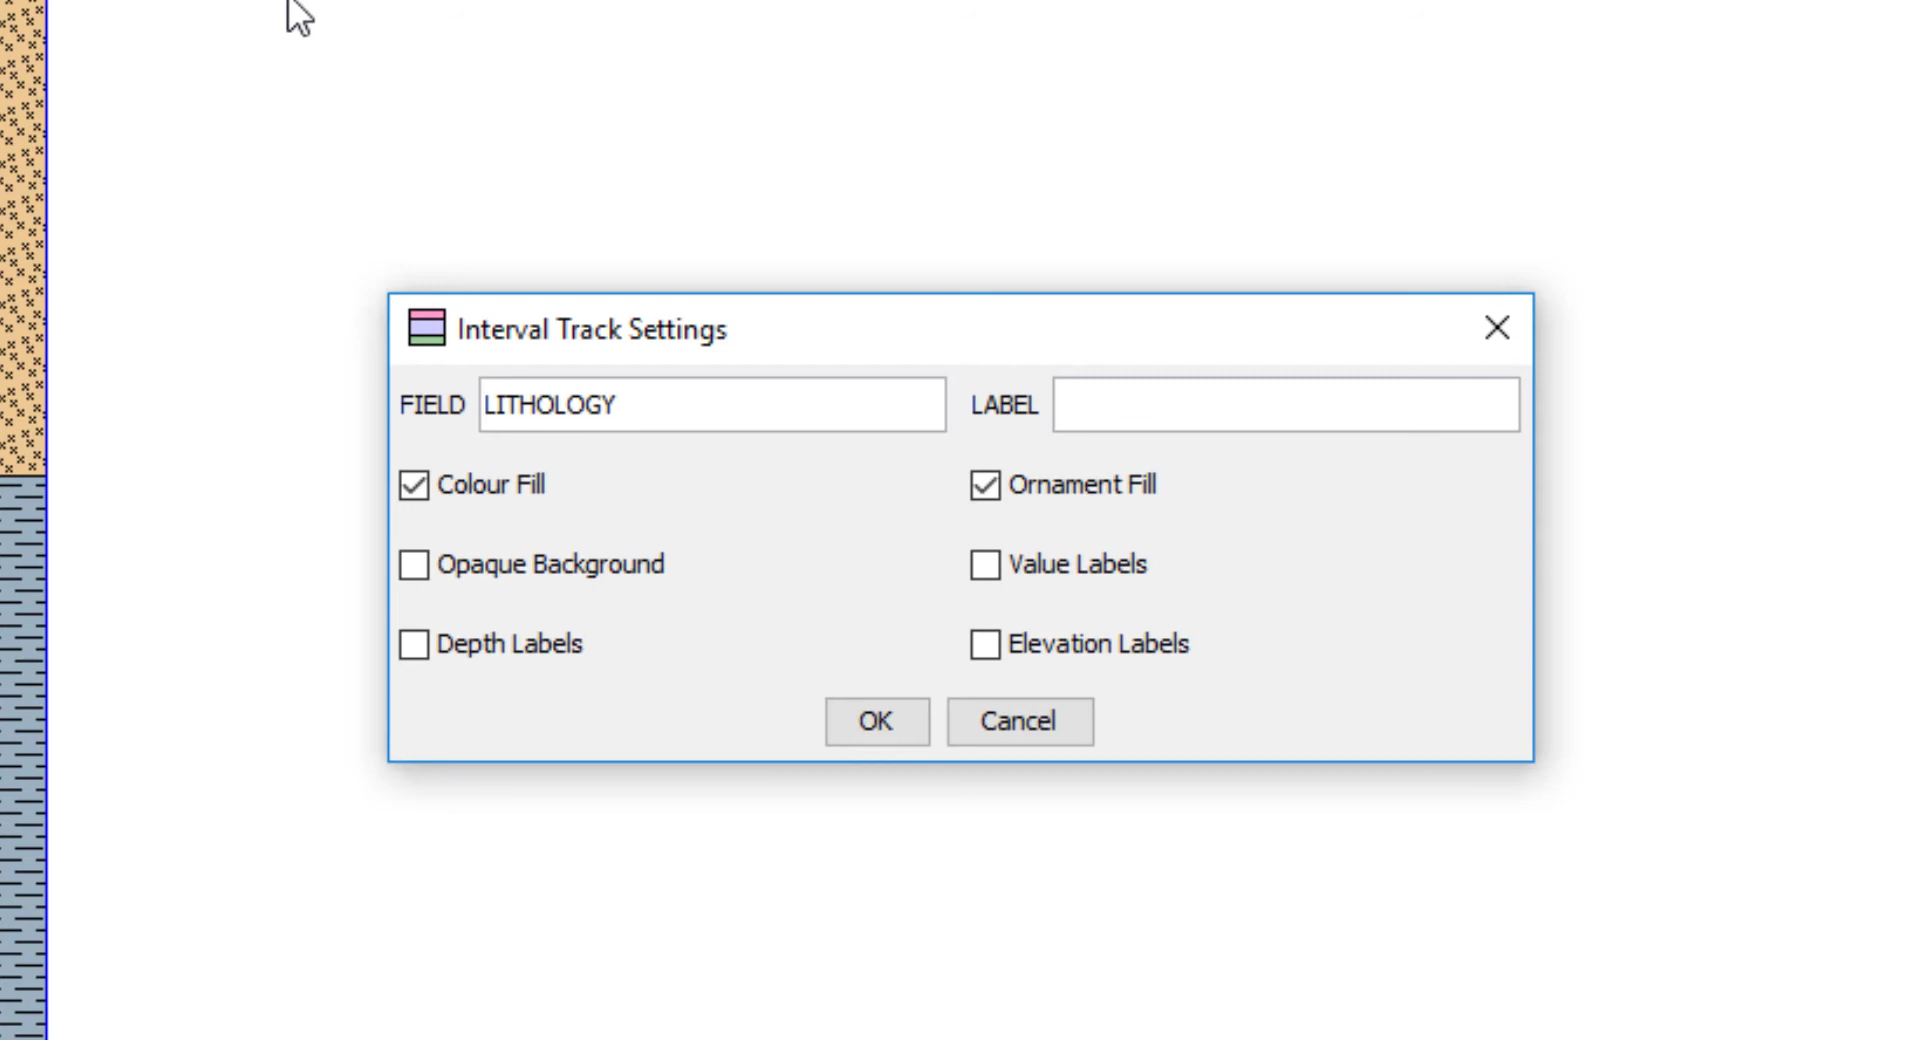 Interval Track Settings
FIELD LITHOLOGY LABEL
Colour Fill Ornament Fill
Opaque Background Value Labels
Depth Labels Elevation Labels
OK Cancel